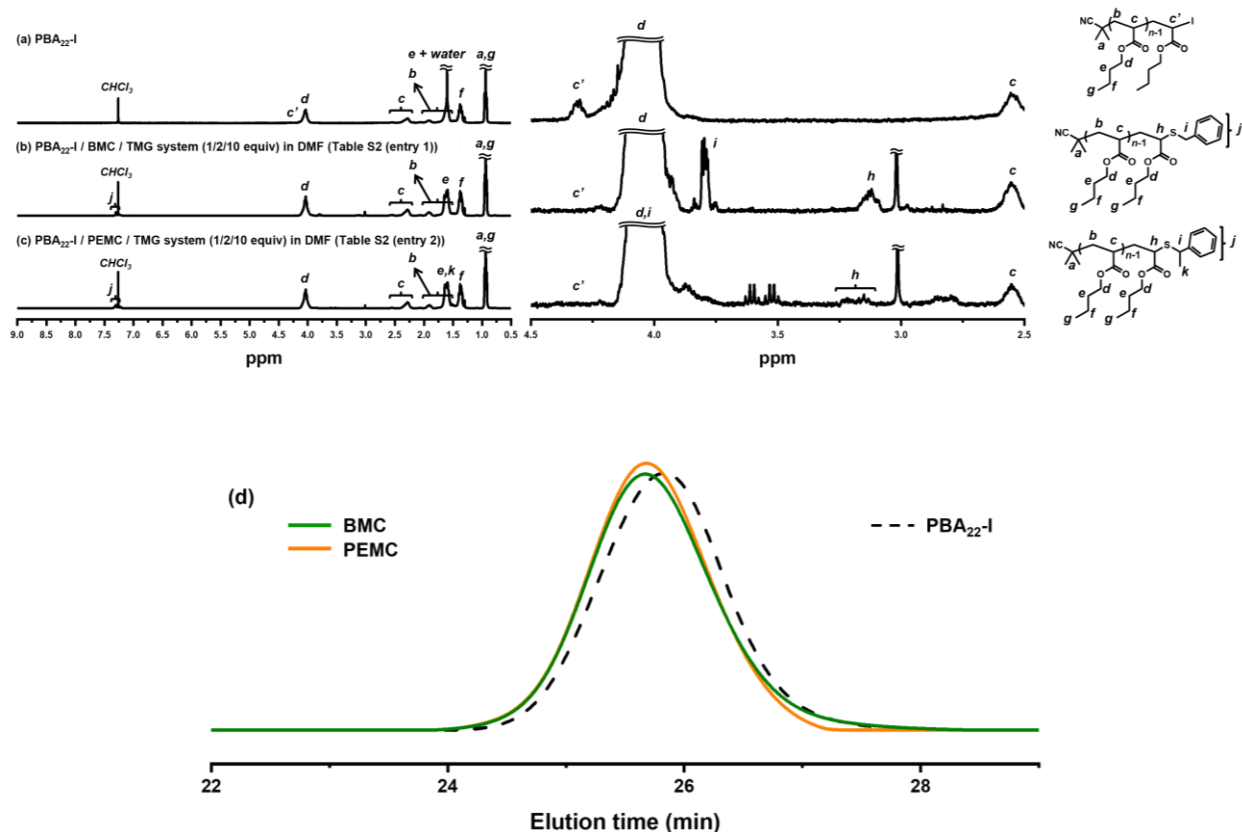 (a) PBA₂₂-I
CHCl₃
c'
d
c
b
e + water
f
a,g
(b) PBA₂₂-I / BMC / TMG system (1/2/10 equiv) in DMF (Table S2 (entry 1))
j
CHCl₃
d
c
b
e
f
a,g
(c) PBA₂₂-I / PEMC / TMG system (1/2/10 equiv) in DMF (Table S2 (entry 2))
j
CHCl₃
d
c
b
e,k
f
a,g
9.0 8.5 8.0 7.5 7.0 6.5 6.0 5.5 5.0 4.5 4.0 3.5 3.0 2.5 2.0 1.5 1.0 0.5
ppm
c'
d
c
c'
d
i
h
c
c'
d,i
h
c
4.5 4.0 3.5 3.0 2.5
ppm
NC b c c' I
a n-1 O O
O d O
e
g f
NC b c h S i j
a n-1 O O
O d O d
e e
g f g f
NC b c h S i j
a n-1 O O k
O d O d
e e
g f g f
(d)
BMC
PEMC
PBA₂₂-I
22 24 26 28
Elution time (min)